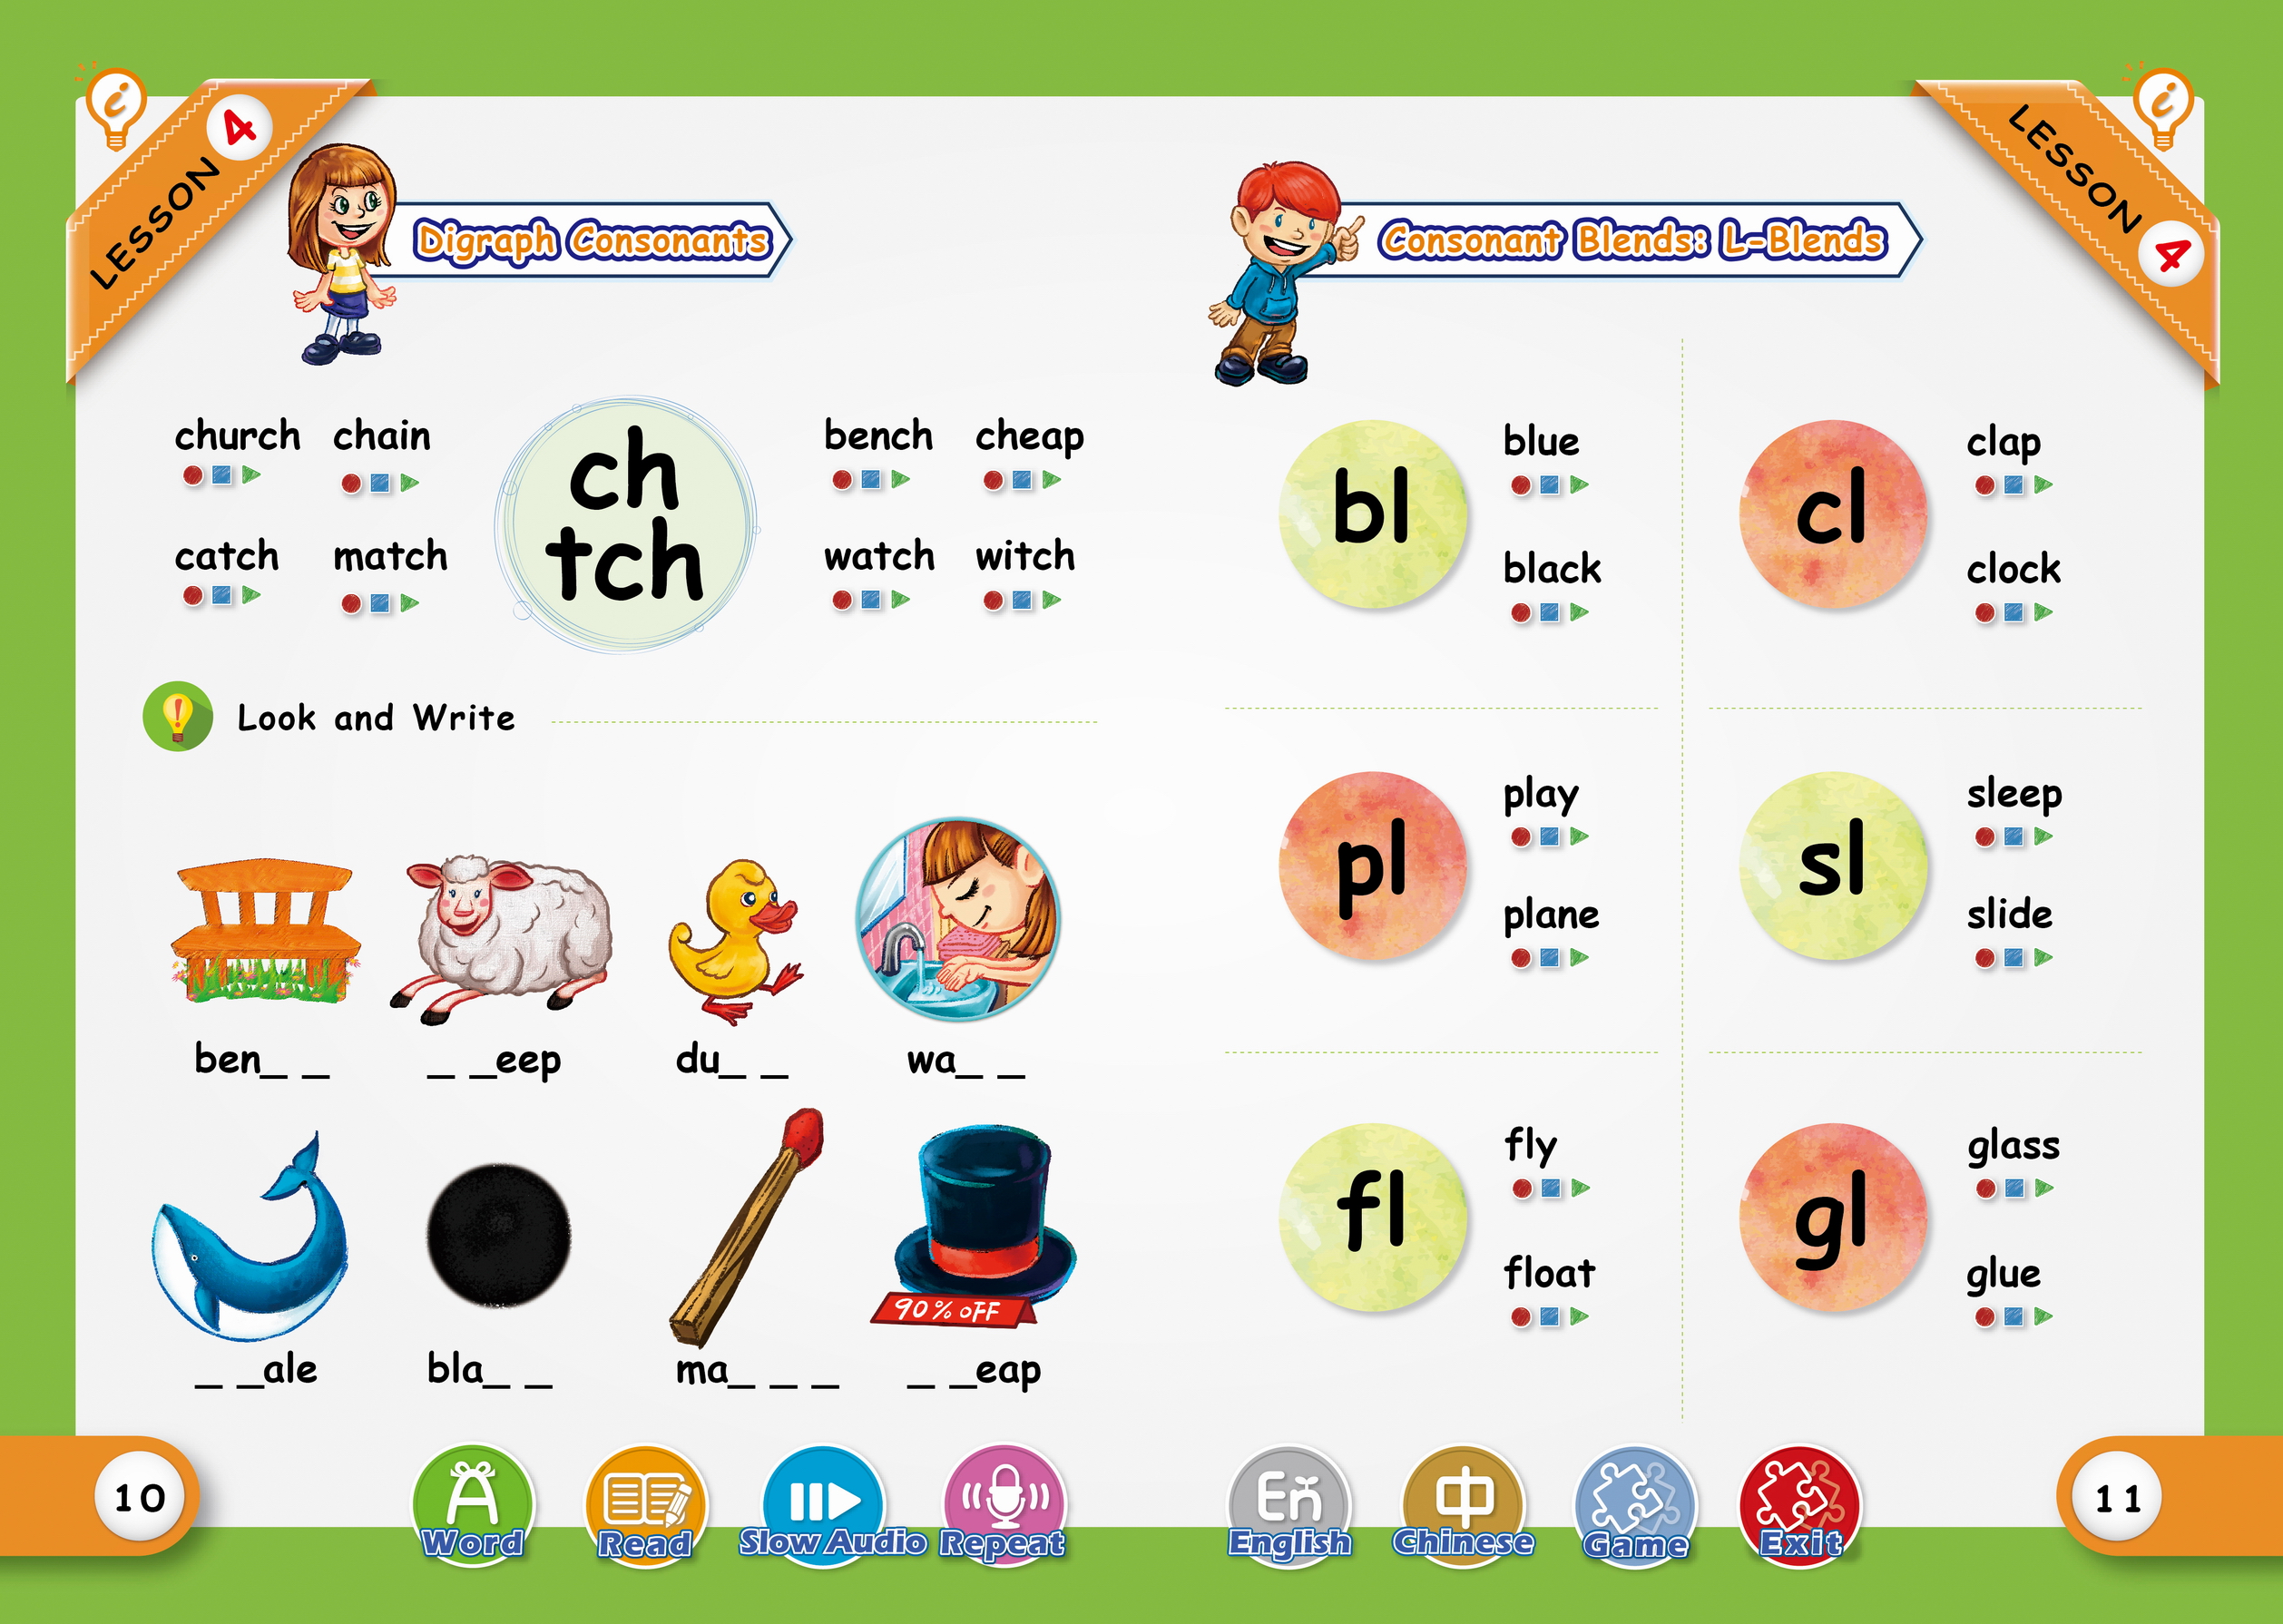 LESSON 4
Digraph Consonants
church chain
catch match
ch
tch
bench cheap
watch witch
Look and Write
ben_ _ _ _eep du_ _ wa_ _
90% OFF
_ _ale bla_ _ ma_ _ _ _ _eap
10
Word Read Slow Audio Repeat
LESSON 4
Consonant Blends: L-Blends
bl
blue
black
cl
clap
clock
pl
play
plane
sl
sleep
slide
fl
fly
float
gl
glass
glue
En 中
English Chinese Game Exit
11